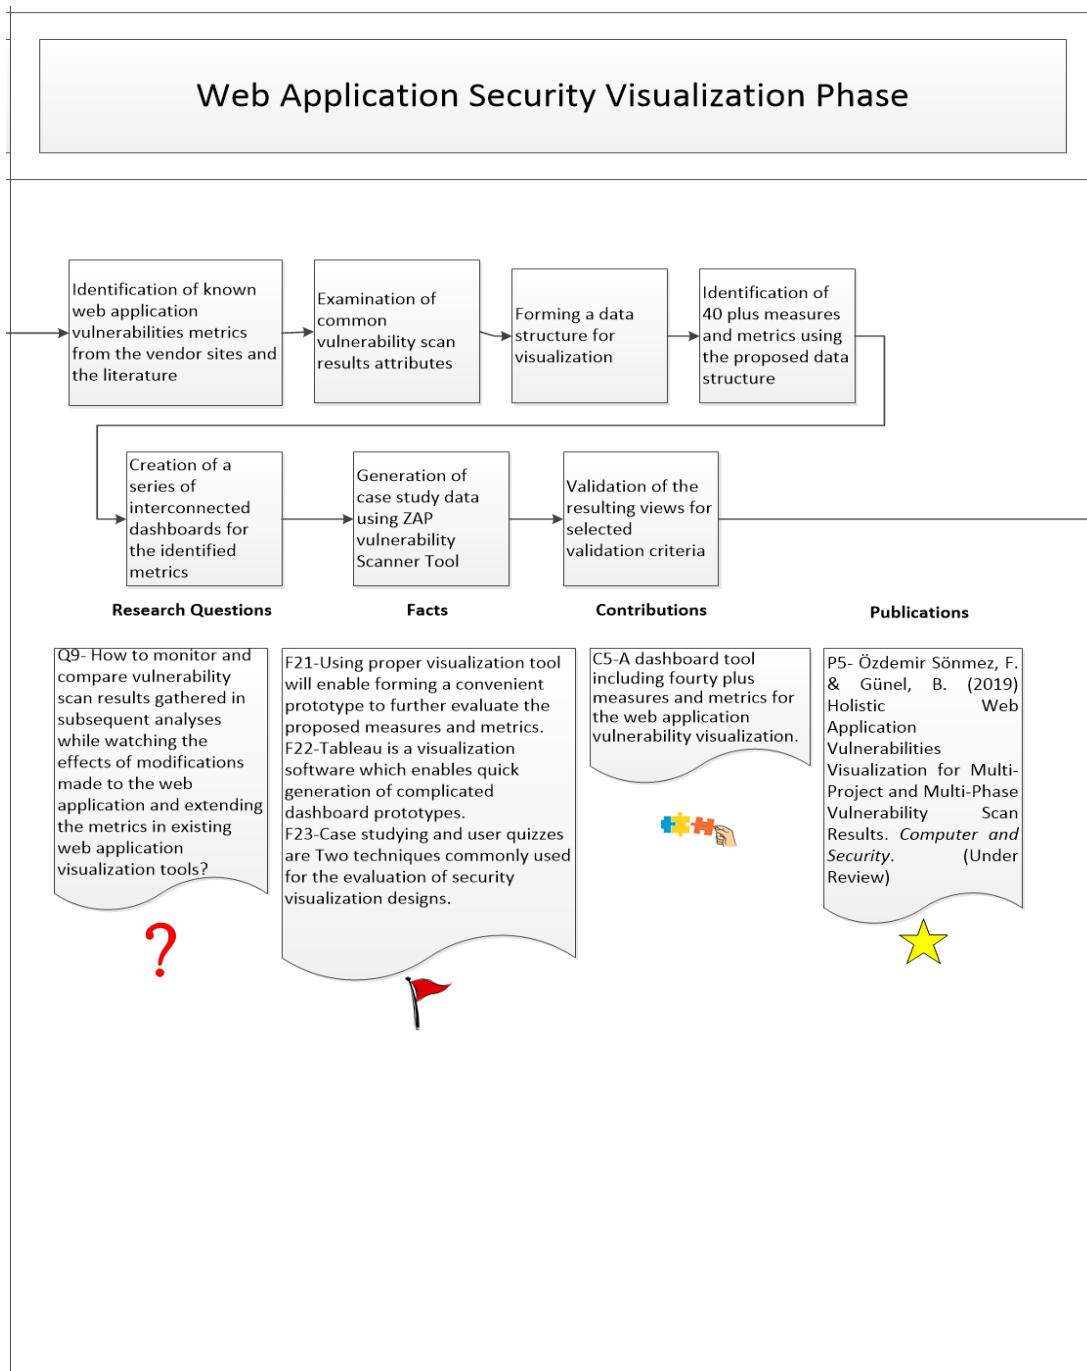 Web Application Security Visualization Phase
Identification of known
web application
vulnerabilities metrics
from the vendor sites and
the literature
Examination of
common
vulnerability scan
results attributes
Forming a data
structure for
visualization
Identification of
40 plus measures
and metrics using
the proposed data
structure
Creation of a
series of
interconnected
dashboards for
the identified
metrics
Generation of
case study data
using ZAP
vulnerability
Scanner Tool
Validation of the
resulting views for
selected
validation criteria
Research Questions
Q9- How to monitor and
compare vulnerability
scan results gathered in
subsequent analyses
while watching the
effects of modifications
made to the web
application and extending
the metrics in existing
web application
visualization tools?
?
Facts
F21-Using proper visualization tool
will enable forming a convenient
prototype to further evaluate the
proposed measures and metrics.
F22-Tableau is a visualization
software which enables quick
generation of complicated
dashboard prototypes.
F23-Case studying and user quizzes
are Two techniques commonly used
for the evaluation of security
visualization designs.
Contributions
C5-A dashboard tool
including fourty plus
measures and metrics for
the web application
vulnerability visualization.
Publications
P5- Özdemir Sönmez, F.
& Günel, B. (2019)
Holistic Web
Application
Vulnerabilities
Visualization for Multi-
Project and Multi-Phase
Vulnerability Scan
Results. Computer and
Security. (Under
Review)